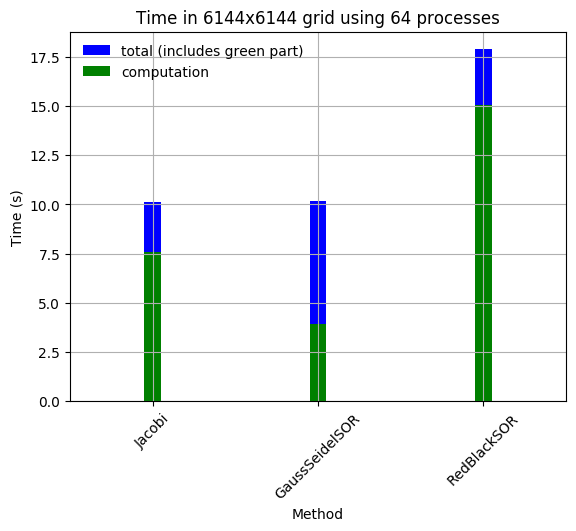 Time in 6144x6144 grid using 64 processes
total (includes green part)
computation
17.5
15.0
12.5
10.0
7.5
5.0
2.5
0.0
Time (s)
Jacobi
GaussSeidelSOR
RedBlackSOR
Method